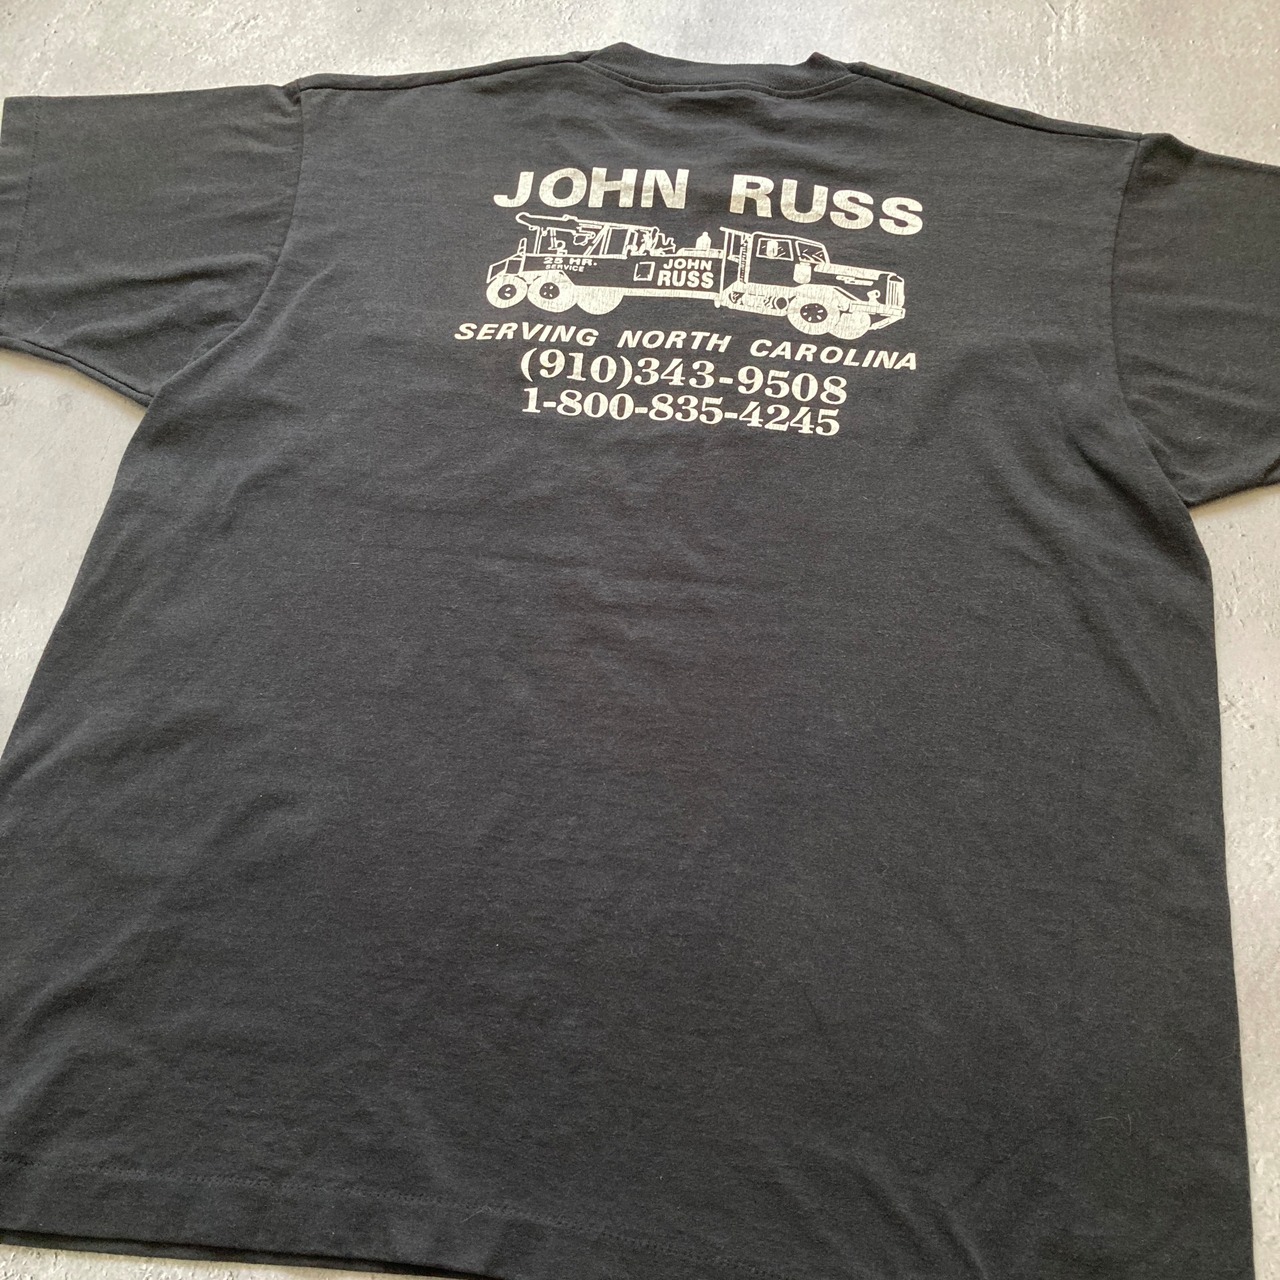 JOHN RUSS
25 HR.
SERVICE
JOHN
RUSS
SERVING NORTH CAROLINA
(910)343-9508
1-800-835-4245